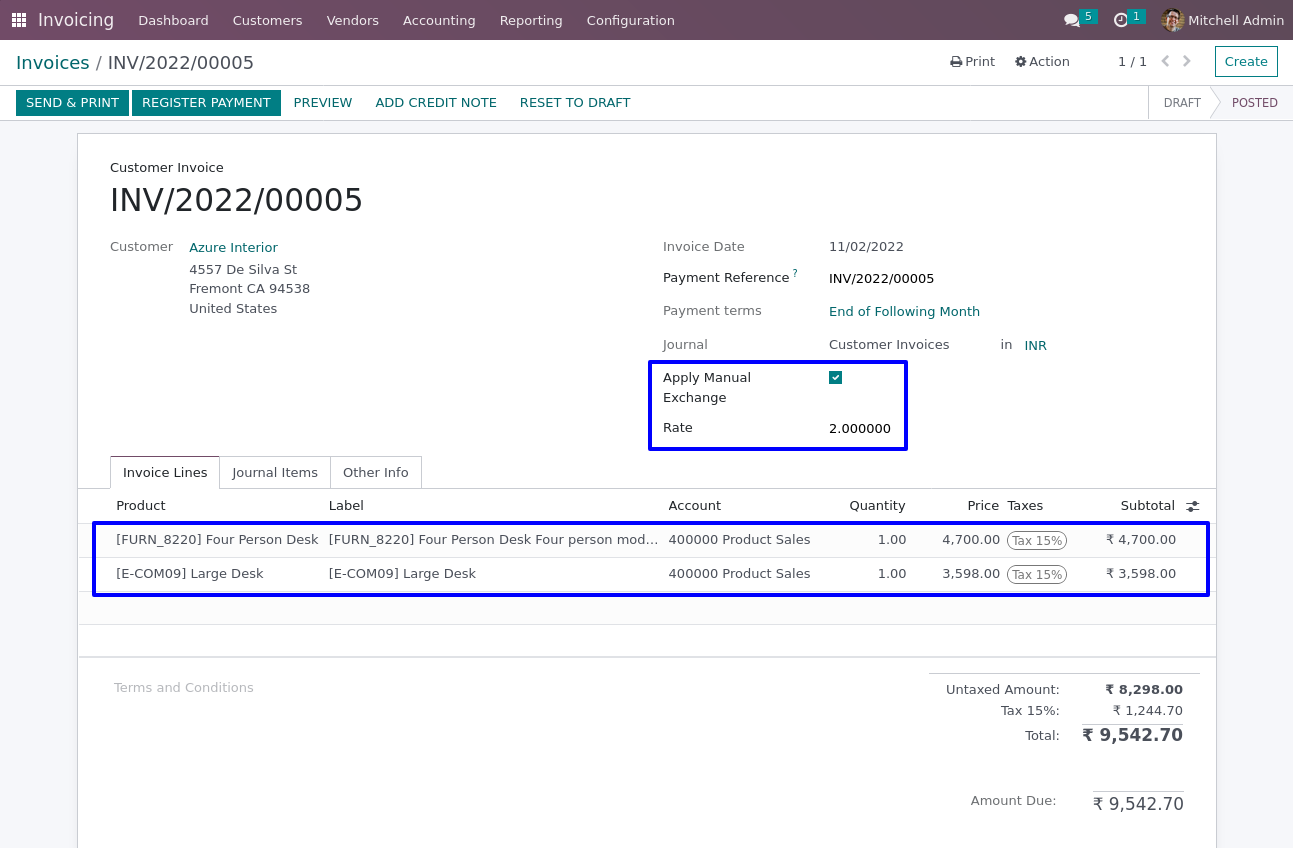 Invoicing Dashboard Customers Vendors Accounting Reporting Configuration 5 1 Mitchell Admin
Invoices / INV/2022/00005 Print Action 1 / 1 Create
SEND & PRINT REGISTER PAYMENT PREVIEW ADD CREDIT NOTE RESET TO DRAFT DRAFT POSTED
Customer Invoice
INV/2022/00005
Customer Azure Interior
4557 De Silva St
Fremont CA 94538
United States
Invoice Date 11/02/2022
Payment Reference ? INV/2022/00005
Payment terms End of Following Month
Journal Customer Invoices in INR
Apply Manual
Exchange
Rate 2.000000
Invoice Lines Journal Items Other Info
Product Label Account Quantity Price Taxes Subtotal
[FURN_8220] Four Person Desk [FURN_8220] Four Person Desk Four person mod... 400000 Product Sales 1.00 4,700.00 Tax 15% ₹ 4,700.00
[E-COM09] Large Desk [E-COM09] Large Desk 400000 Product Sales 1.00 3,598.00 Tax 15% ₹ 3,598.00
Terms and Conditions
Untaxed Amount: ₹ 8,298.00
Tax 15%: ₹ 1,244.70
Total: ₹ 9,542.70
Amount Due: ₹ 9,542.70